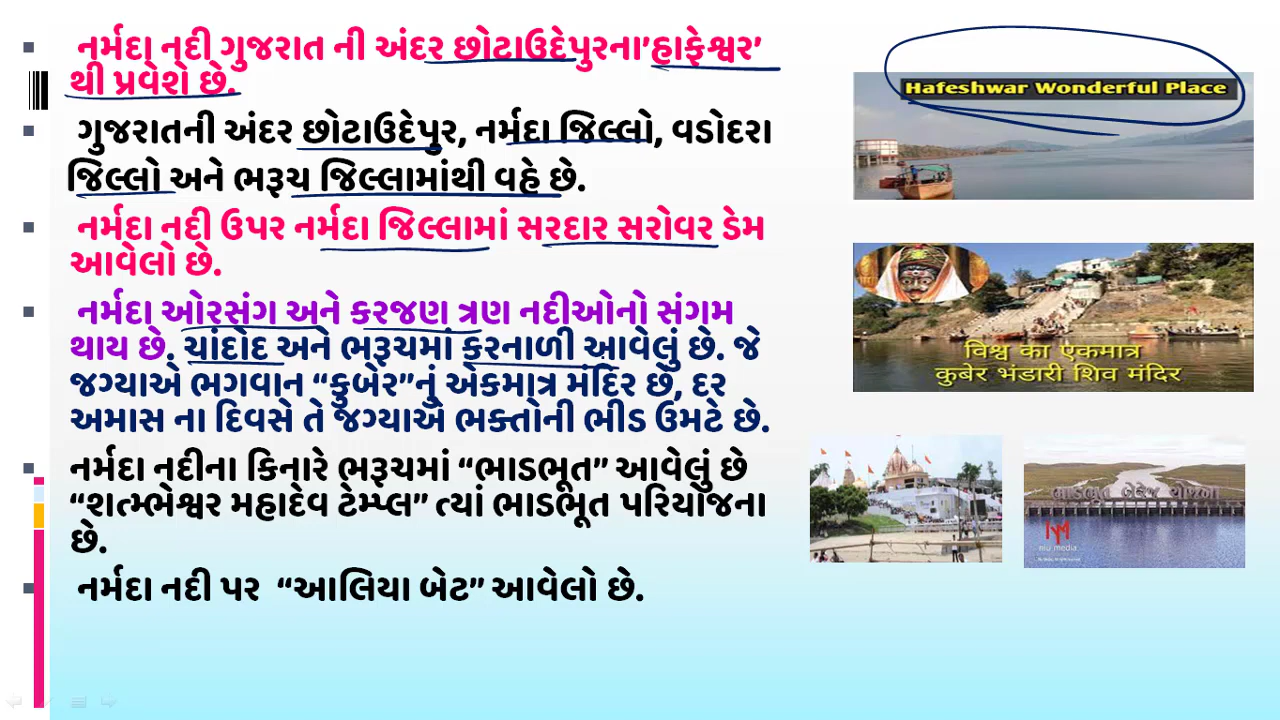 નર્મદા નદી ગુજરાત ની અંદર છોટાઉદેપુરના’હાફેશ્વર’
થી પ્રવેશે છે.
ગુજરાતની અંદર છોટાઉદેપુર, નર્મદા જિલ્લો, વડોદરા
જિલ્લો અને ભરૂચ જિલ્લામાંથી વહે છે.
નર્મદા નદી ઉપર નર્મદા જિલ્લામાં સરદાર સરોવર ડેમ
આવેલો છે.
નર્મદા ઓરસંગ અને કરજણ ત્રણ નદીઓનો સંગમ
થાય છે. ચાંદોદ અને ભરૂચમાં કરનાળી આવેલું છે. જે
જગ્યાએ ભગવાન “કુબેર”નું એકમાત્ર મંદિર છે, દર
અમાસ ના દિવસે તે જગ્યાએ ભક્તોની ભીડ ઉમટે છે.
નર્મદા નદીના કિનારે ભરૂચમાં “ભાડભૂત” આવેલું છે
“શત્મ્ભેશ્વર મહાદેવ ટેમ્પ્લ” ત્યાં ભાડભૂત પરિયોજના
છે.
નર્મદા નદી પર “આલિયા બેટ” આવેલો છે.
Hafeshwar Wonderful Place
विश्व का एकमात्र
कुबेर भंडारी शिव मंदिर
ભાડભૂત બેરેજ યોજના